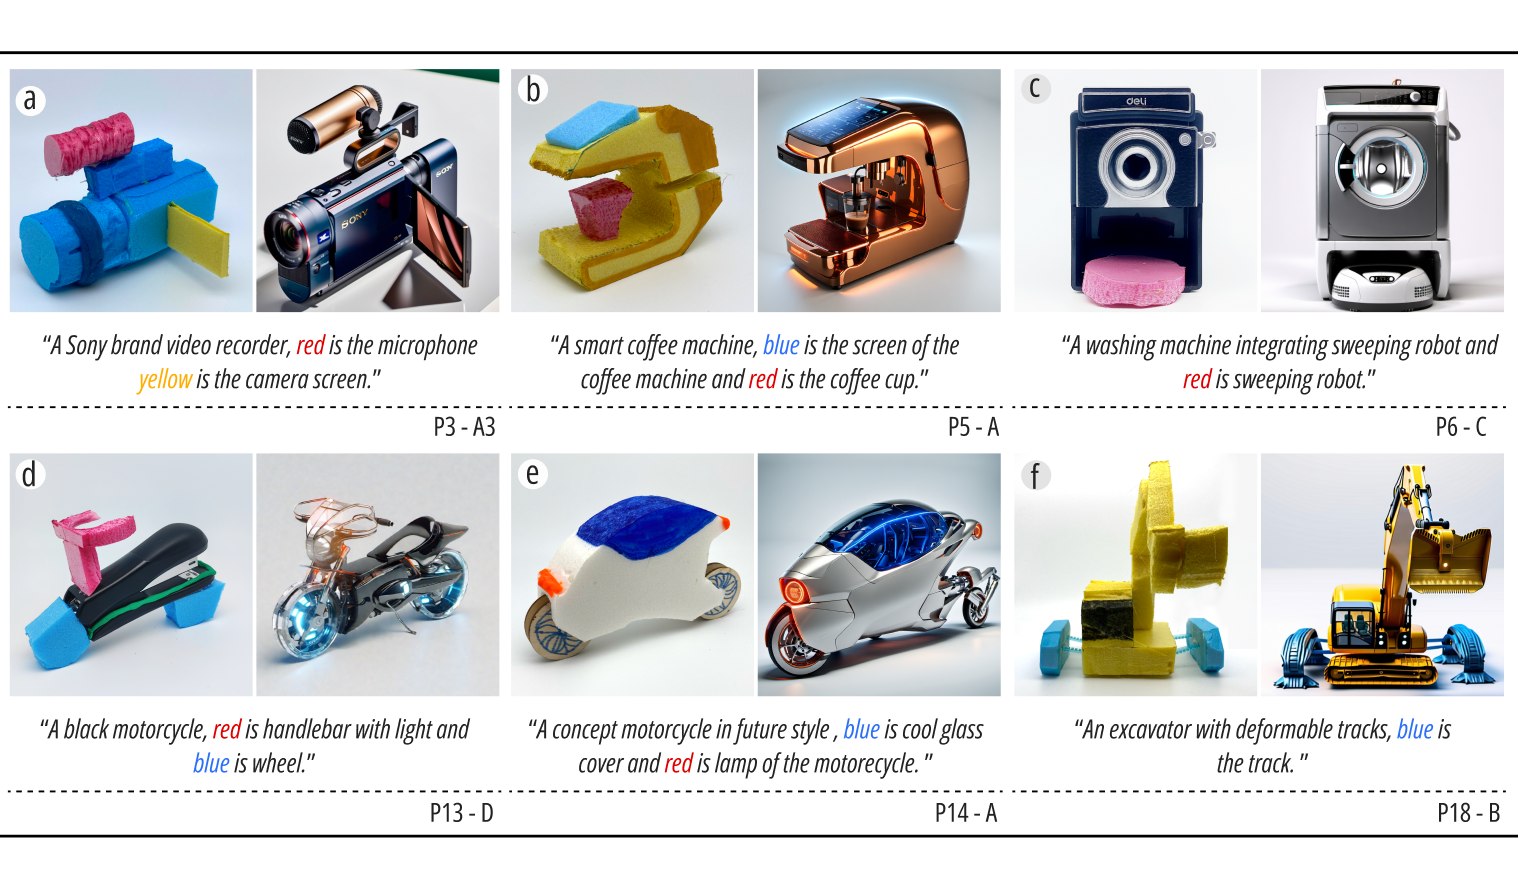 a
b
c
deli
SONY
SONY
"A Sony brand video recorder, red is the microphone
yellow is the camera screen."
P3 - A3
"A smart coffee machine, blue is the screen of the
coffee machine and red is the coffee cup."
P5 - A
"A washing machine integrating sweeping robot and
red is sweeping robot."
P6 - C
d
e
f
"A black motorcycle, red is handlebar with light and
blue is wheel."
P13 - D
"A concept motorcycle in future style , blue is cool glass
cover and red is lamp of the motorecycle. "
P14 - A
"An excavator with deformable tracks, blue is
the track. "
P18 - B